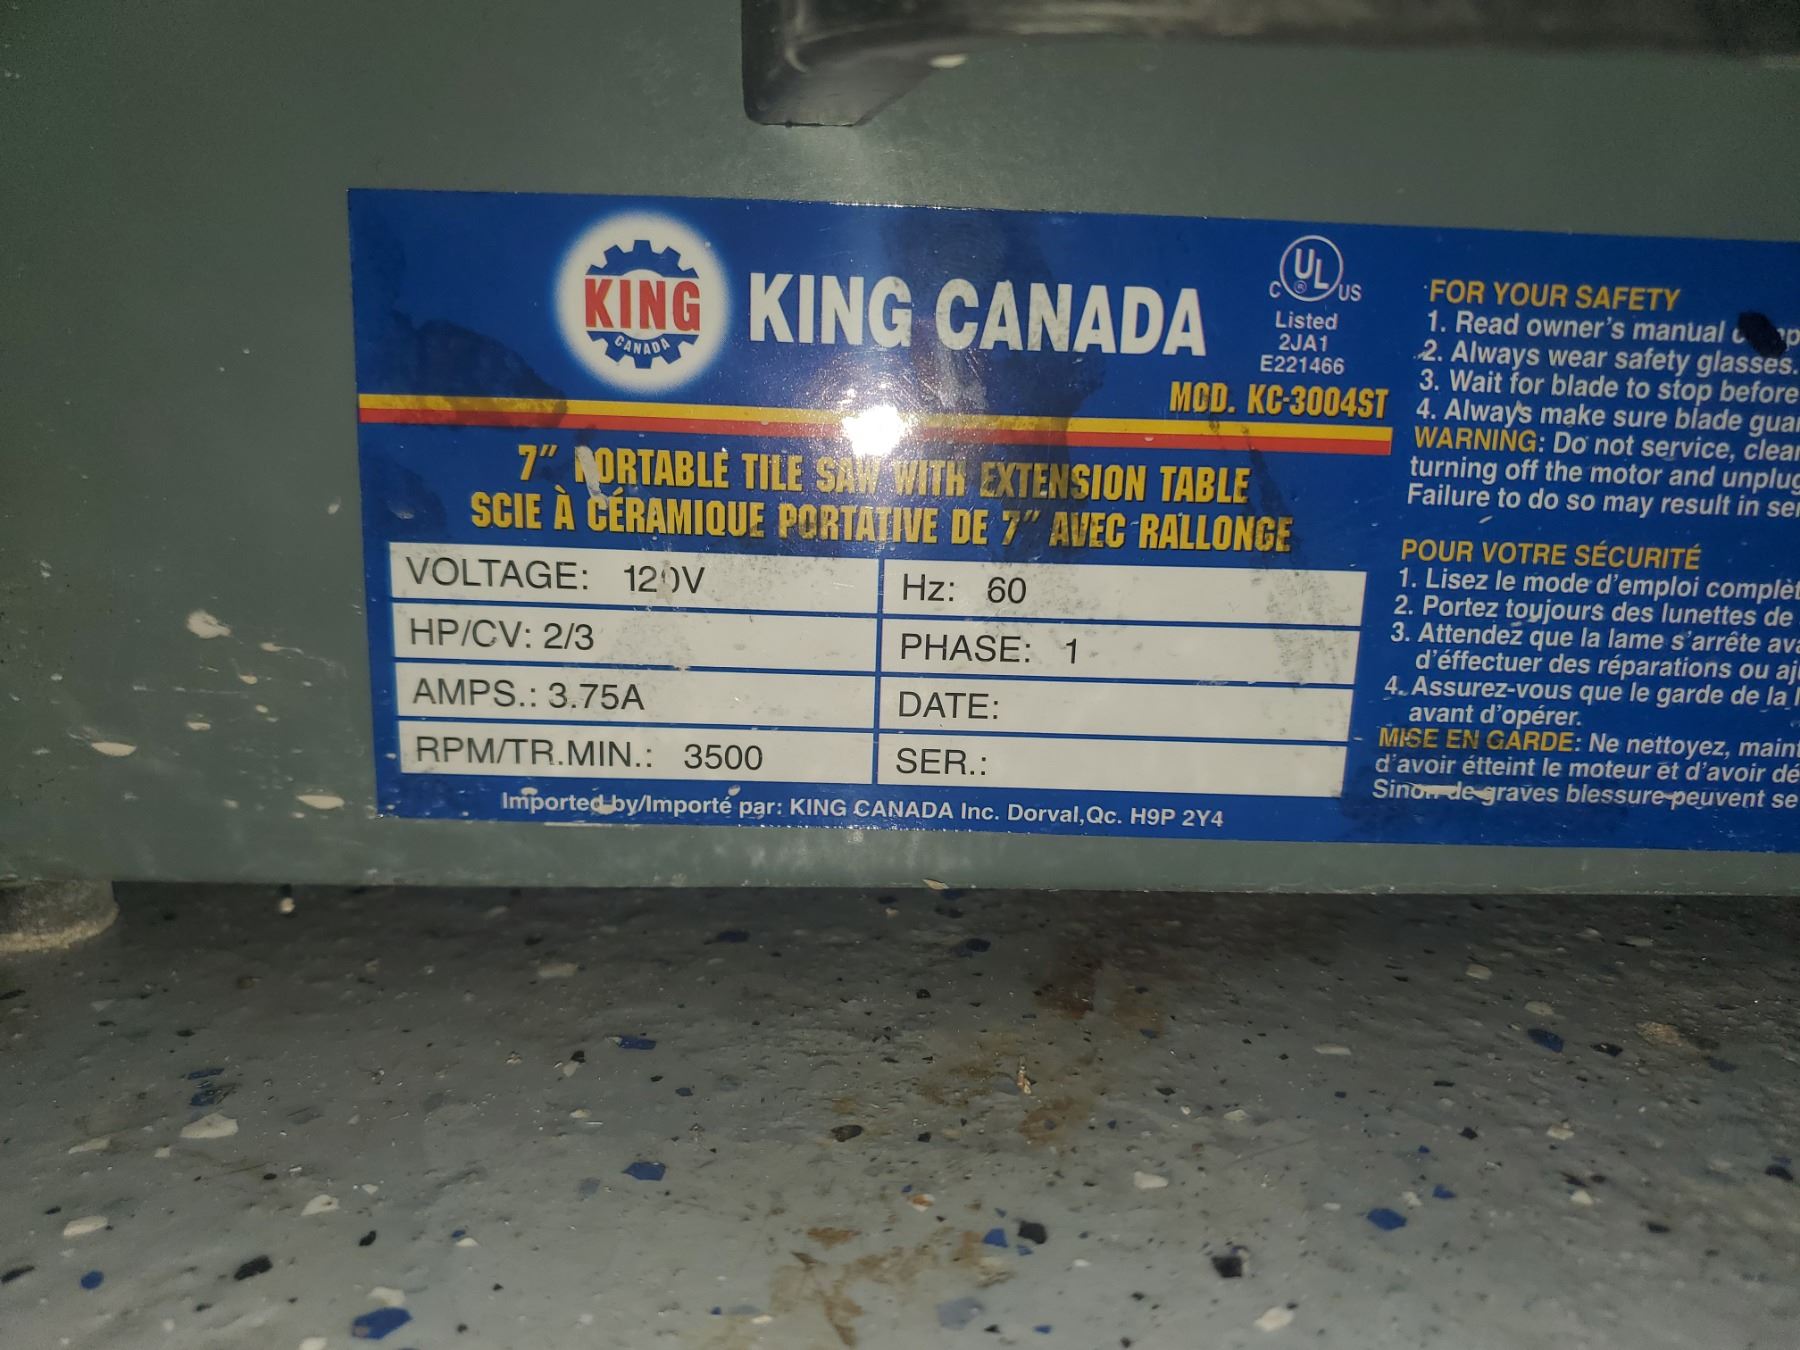 KING
CANADA
KING CANADA
UL
C ® US
Listed
2JA1
E221466
MOD. KC-3004ST
7" PORTABLE TILE SAW WITH EXTENSION TABLE
SCIE À CÉRAMIQUE PORTATIVE DE 7" AVEC RALLONGE
VOLTAGE: 120V
Hz: 60
HP/CV: 2/3
PHASE: 1
AMPS.: 3.75A
DATE:
RPM/TR.MIN.: 3500
SER.:
Imported by/Importé par: KING CANADA Inc. Dorval,Qc. H9P 2Y4
FOR YOUR SAFETY
1. Read owner's manual
2. Always wear safety glasses.
3. Wait for blade to stop before
4. Always make sure blade
WARNING: Do not service,
turning off the motor and
Failure to do so may result in
POUR VOTRE SÉCURITÉ
1. Lisez le mode d'emploi
2. Portez toujours des lunettes de
3. Attendez que la lame s'arrête
d'éffectuer des réparations ou
4. Assurez-vous que le garde de la
avant d'opérer.
MISE EN GARDE: Ne nettoyez,
d'avoir étteint le moteur et d'avoir
Sinon de graves blessure peuvent se